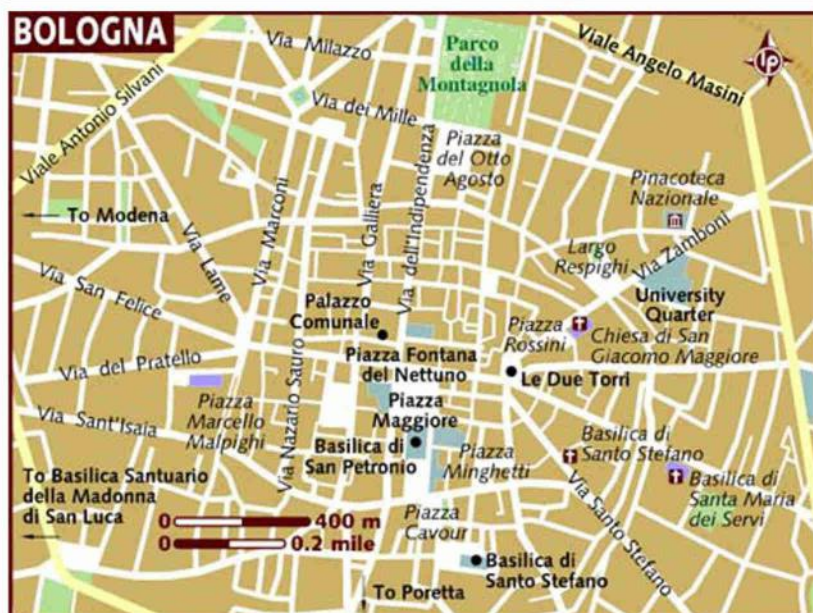 BOLOGNA
Via Milazzo
Parco
della
Montagnola
Viale Angelo Masini
lp
Viale Antonio Silvani
Via dei Mille
Piazza
del Otto
Agosto
Pinacoteca
Nazionale
To Modena
Via Marconi
Via Galliera
Via dell'Indipendenza
Via Lame
Largo
Respighi
Via Zamboni
Via San Felice
Palazzo
Comunale
University
Quarter
Piazza
Rossini
Chiesa di San
Giacomo Maggiore
Via del Pratello
Piazza Fontana
del Nettuno
Le Due Torri
Via Nazario Sauro
Piazza
Marcello
Malpighi
Piazza
Maggiore
Via Sant'Isaia
Basilica di
San Petronio
Piazza
Minghetti
Basilica di
Santo Stefano
To Basilica Santuario
della Madonna
di San Luca
Basilica di
Santa Maria
dei Servi
Via Santo Stefano
0 400 m
0 0.2 mile
Piazza
Cavour
Basilica di
Santo Stefano
To Poretta